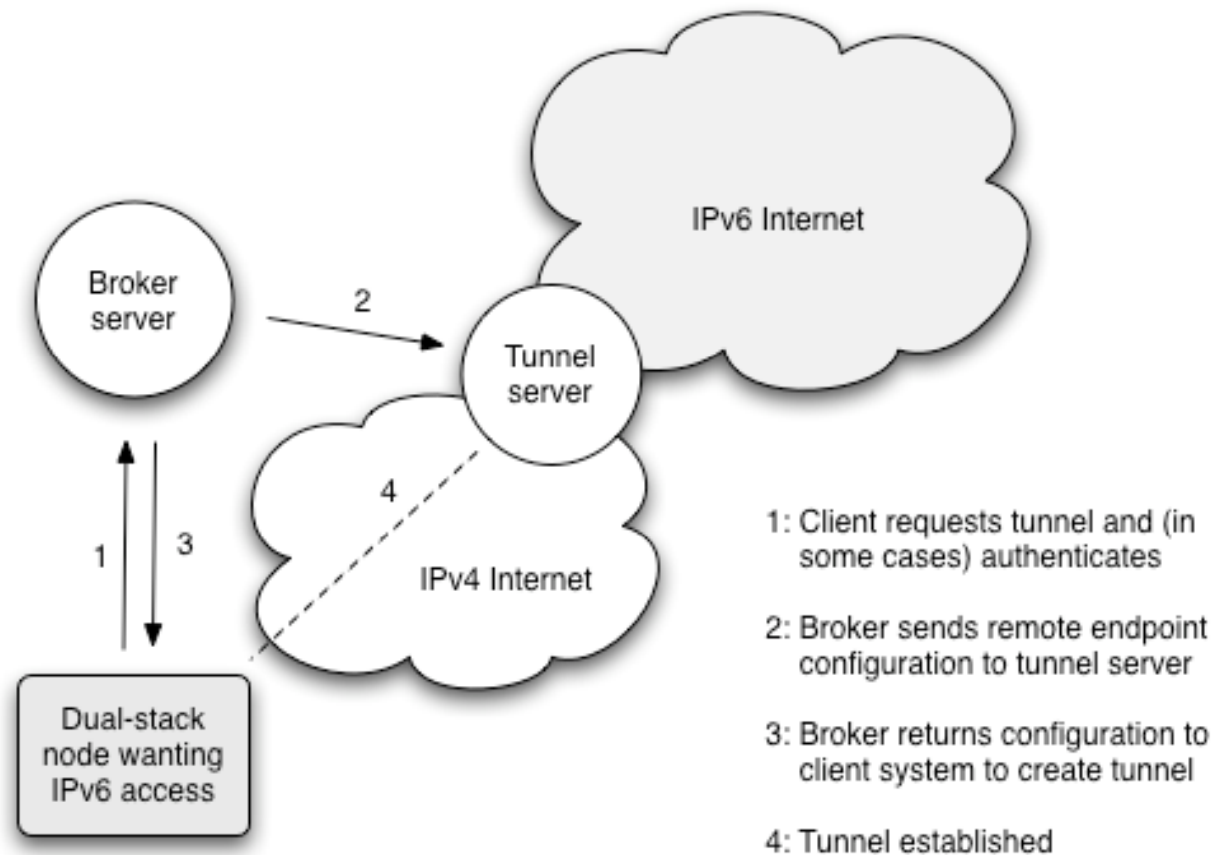 IPv6 Internet
Broker
server
2
Tunnel
server
4
1
3
IPv4 Internet
Dual-stack
node wanting
IPv6 access
1: Client requests tunnel and (in
some cases) authenticates
2: Broker sends remote endpoint
configuration to tunnel server
3: Broker returns configuration to
client system to create tunnel
4: Tunnel established